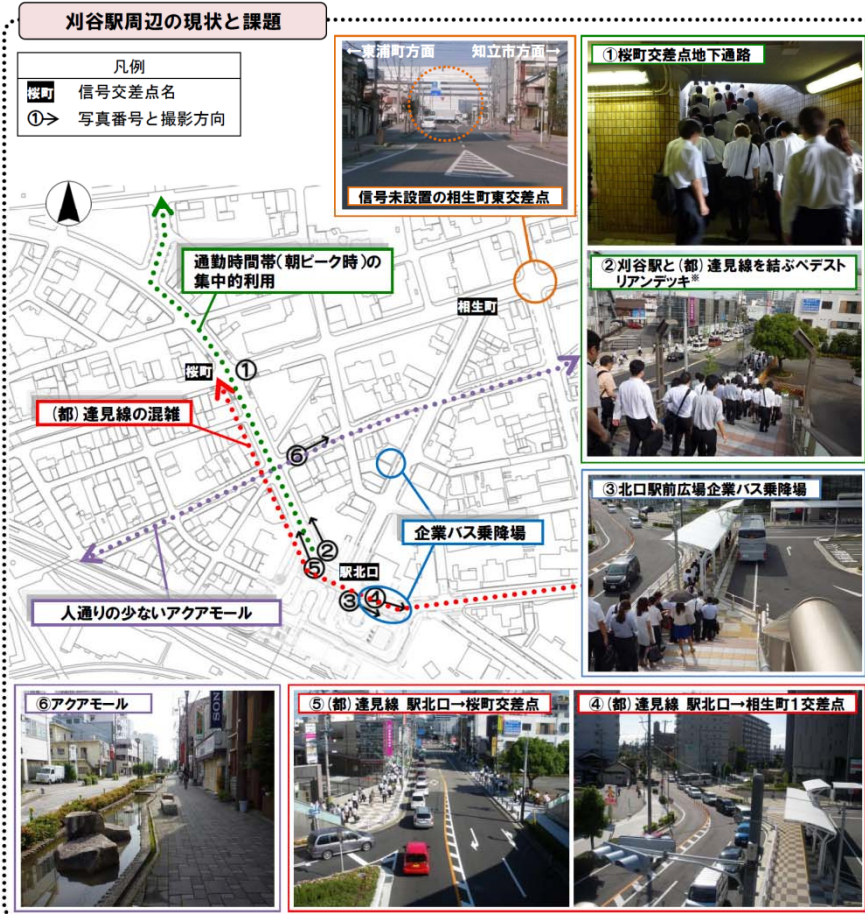 刈谷駅周辺の現状と課題
凡例
桜町 信号交差点名
①→ 写真番号と撮影方向
←東浦町方面 知立市方面→
信号未設置の相生町東交差点
①桜町交差点地下通路
②刈谷駅と(都)逢見線を結ぶペデスト
リアンデッキ※
通勤時間帯(朝ピーク時)の
集中的利用
相生町
桜町
①
(都)逢見線の混雑
⑥
③北口駅前広場企業バス乗降場
企業バス乗降場
②
⑤
駅北口
③
④
人通りの少ないアクアモール
⑥アクアモール
SONY
⑤(都)逢見線 駅北口→桜町交差点
④(都)逢見線 駅北口→相生町1交差点